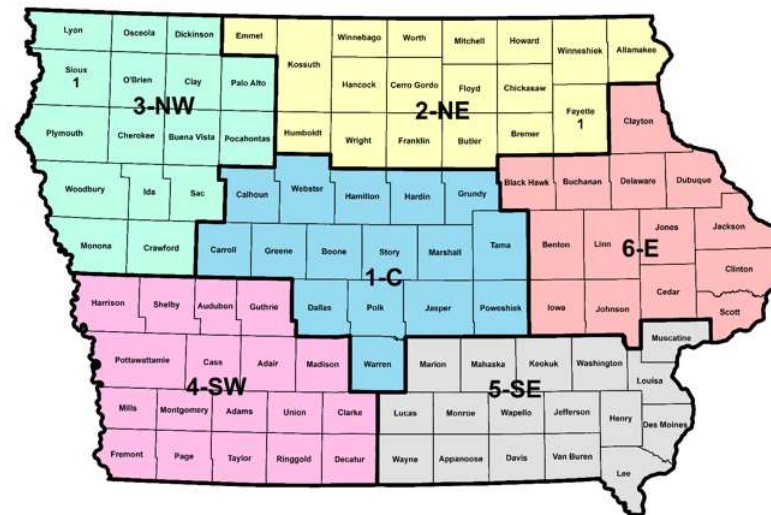 Lyon
Osceola
Dickinson
Emmel
Kossuth
Winnebago
Worth
Mitchell
Howard
Winneshiek
Allamakee
Sioux
1
O'Brien
Clay
Palo Alto
Hancock
Cerro Gordo
Floyd
Chickasaw
Fayette
1
3-NW
2-NE
Clayton
Plymouth
Cherokee
Buena Vista
Pocahontas
Humboldt
Wright
Franklin
Butler
Bremer
Woodbury
Ida
Sac
Calhoun
Webster
Hamilton
Hardin
Grundy
Black Hawk
Buchanan
Delaware
Dubuque
Monona
Crawford
Carroll
Greene
Boone
Story
Marshall
Tama
Benton
Linn
Jones
Jackson
1-C
6-E
Clinton
Cedar
Scott
Harrison
Shelby
Audubon
Guthrie
Dallas
Polk
Jasper
Poweshiek
Iowa
Johnson
Muscatine
Pottawattamie
Cass
Adair
Madison
Warren
Marion
Mahaska
Keokuk
Washington
Louisa
4-SW
5-SE
Mills
Montgomery
Adams
Union
Clarke
Lucas
Monroe
Wapello
Jefferson
Henry
Des Moines
Fremont
Page
Taylor
Ringgold
Decatur
Wayne
Appanoose
Davis
Van Buren
Lee